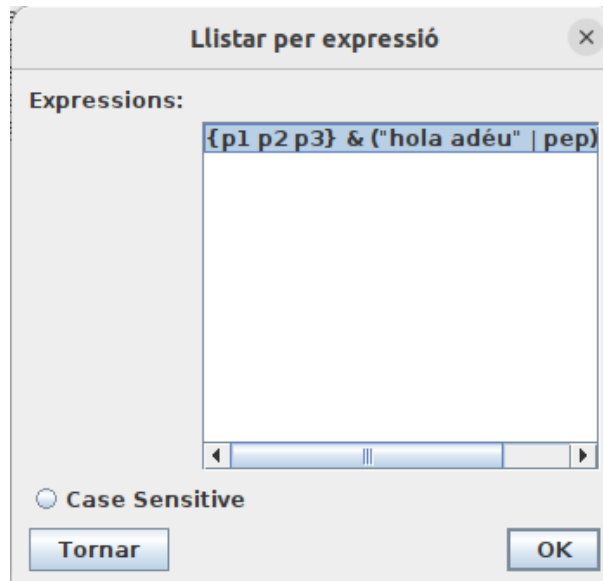 Llistar per expressió
Expressions:
{p1 p2 p3} & ("hola adéu" | pep)
Case Sensitive
Tornar
OK